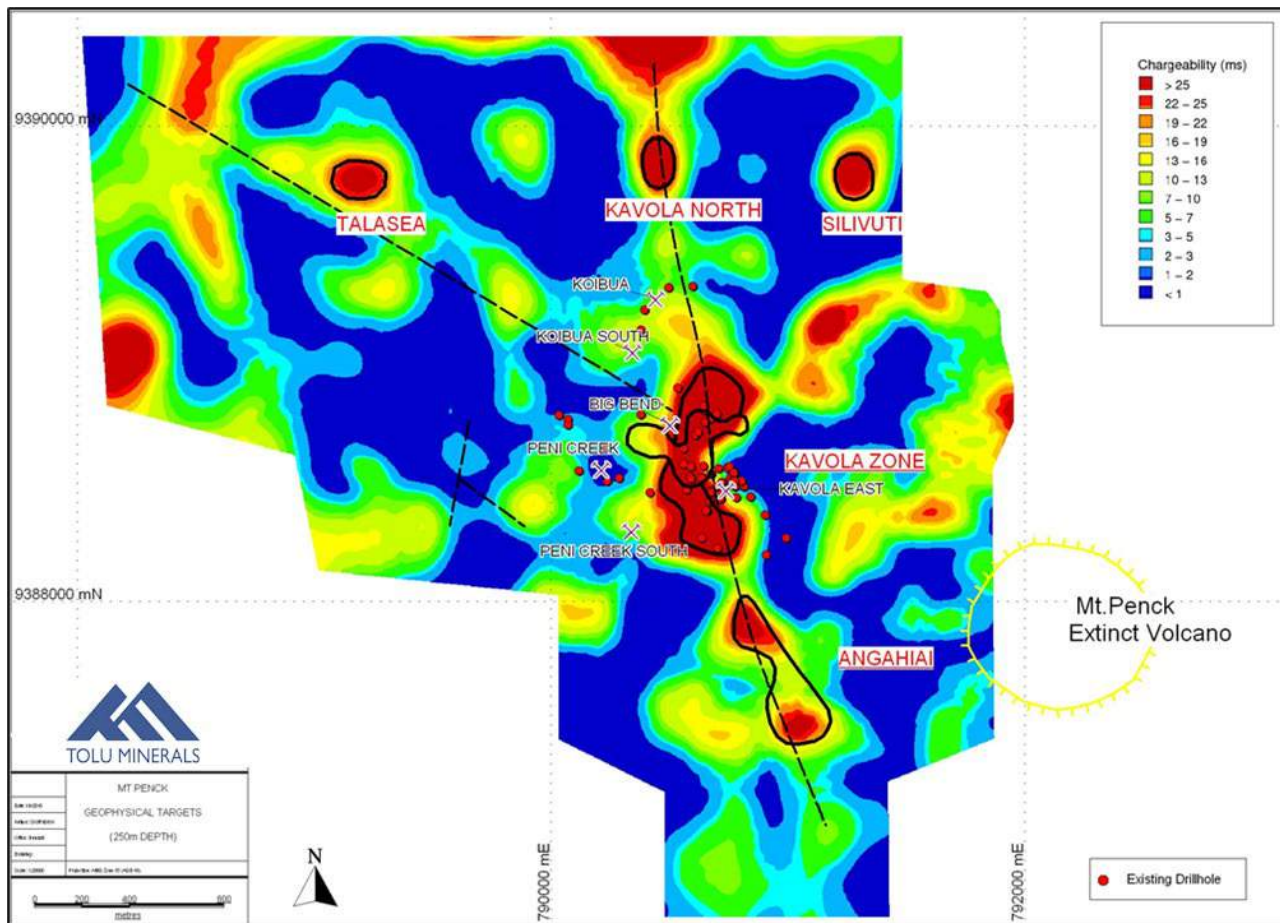 Chargeability (ms)
> 25
22 – 25
19 – 22
16 – 19
13 – 16
10 – 13
7 – 10
5 – 7
3 – 5
2 – 3
1 – 2
< 1
9390000 mN
TALASEA
KAVOLA NORTH
SILIVUTI
KOIBUA
KOIBUA SOUTH
BIG BEND
PENI CREEK
KAVOLA ZONE
KAVOLA EAST
PENI CREEK SOUTH
9388000 mN
Mt.Penck
Extinct Volcano
ANGAHIAI
TOLU MINERALS
MT PENCK
GEOPHYSICAL TARGETS
(250m DEPTH)
0 200 400 600
metres
N
790000 mE
792000 mE
Existing Drillhole